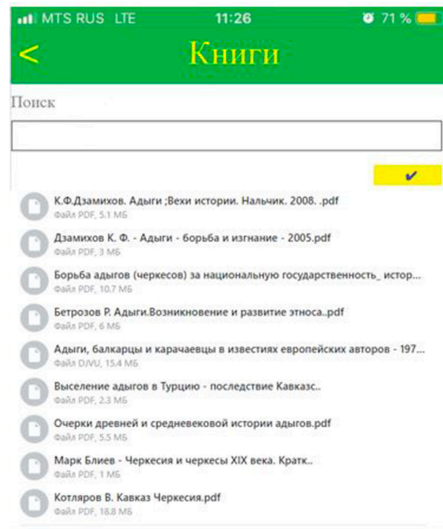 MTS RUS LTE 11:26 71 %
< Книги
Поиск
К.Ф.Дзамихов. Адыги ;Вехи истории. Нальчик. 2008. .pdf
Файл PDF, 5.1 МБ
Дзамихов К. Ф. - Адыги - борьба и изгнание - 2005.pdf
Файл PDF, 3 МБ
Борьба адыгов (черкесов) за национальную государственность_ истор...
Файл PDF, 10.7 МБ
Бетрозов Р. Адыги.Возникновение и развитие этноса..pdf
Файл PDF, 6 МБ
Адыги, балкарцы и карачаевцы в известиях европейских авторов - 197...
Файл DJVU, 15.4 МБ
Выселение адыгов в Турцию - последствие Кавказс..
Файл PDF, 2.3 МБ
Очерки древней и средневековой истории адыгов.pdf
Файл PDF, 5.5 МБ
Марк Блиев - Черкесия и черкесы XIX века. Кратк..
Файл PDF, 1 МБ
Котляров В. Кавказ Черкесия.pdf
Файл PDF, 18.8 МБ